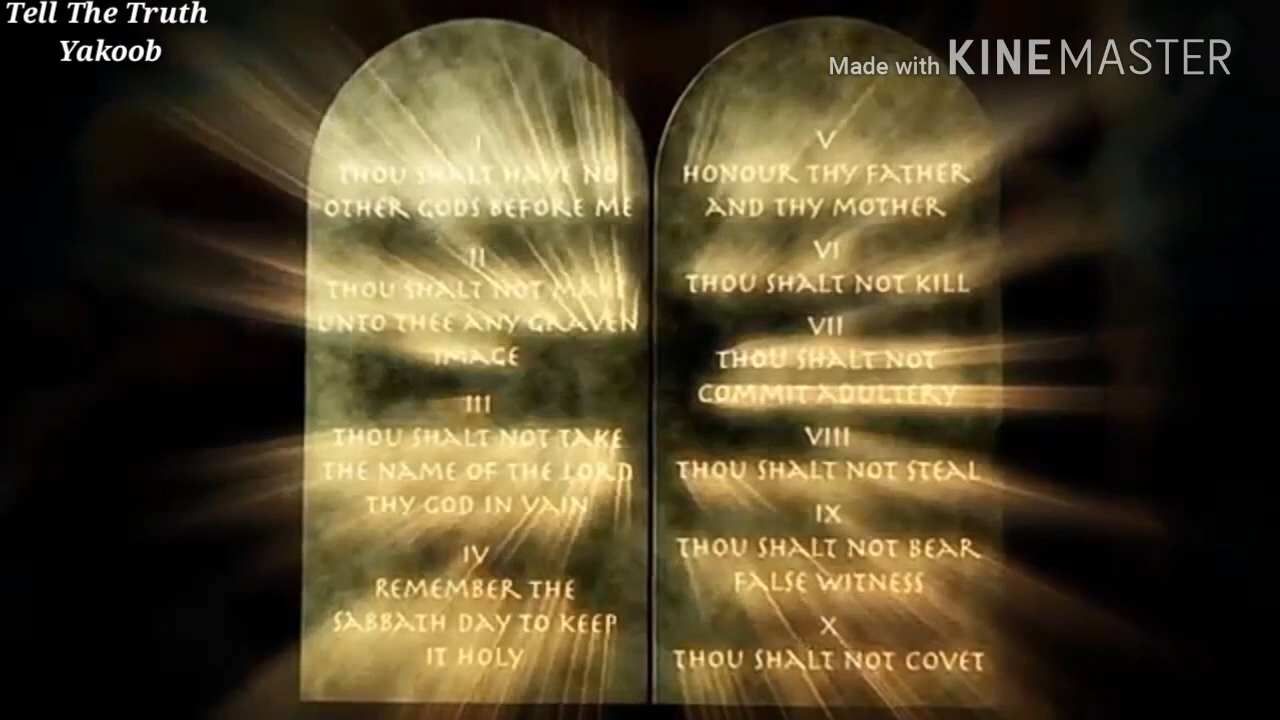 Tell The Truth
Yakoob
Made with KINEMASTER
I
THOU SHALT HAVE NO
OTHER GODS BEFORE ME
II
THOU SHALT NOT MAKE
UNTO THEE ANY GRAVEN
IMAGE
III
THOU SHALT NOT TAKE
THE NAME OF THE LORD
THY GOD IN VAIN
IV
REMEMBER THE
SABBATH DAY TO KEEP
IT HOLY
V
HONOUR THY FATHER
AND THY MOTHER
VI
THOU SHALT NOT KILL
VII
THOU SHALT NOT
COMMIT ADULTERY
VIII
THOU SHALT NOT STEAL
IX
THOU SHALT NOT BEAR
FALSE WITNESS
X
THOU SHALT NOT COVET